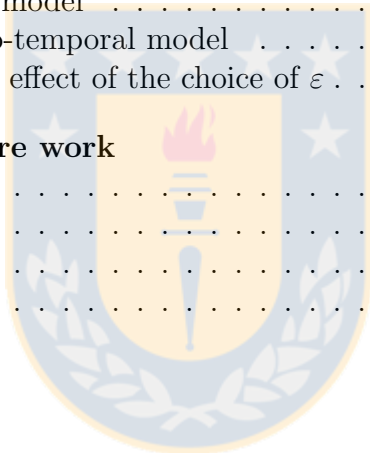 model . . . . . . . . . . .
-temporal model . . . . .
effect of the choice of ε . .
re work
. . . . . . . . . . . . . . .
. . . . . . . . . . . . . . .
. . . . . . . . . . . . . . .
. . . . . . . . . . . . . . .